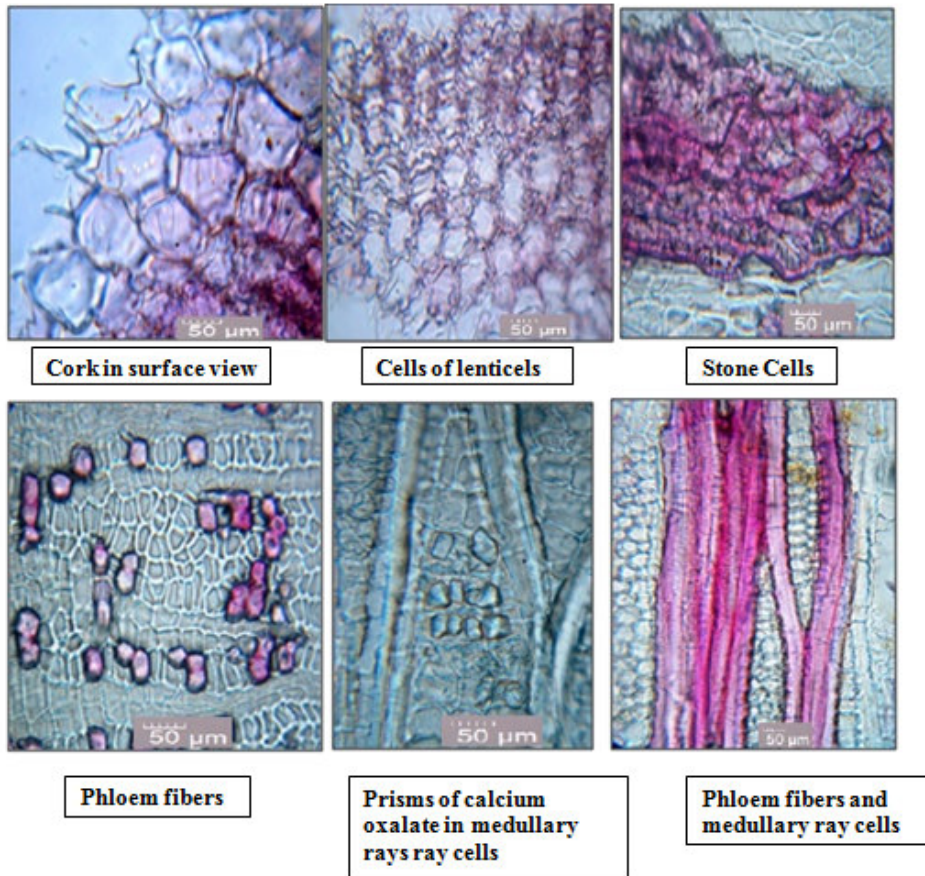 50 µm
50 µm
50 µm
Cork in surface view
Cells of lenticels
Stone Cells
50 µm
50 µm
50 µm
Phloem fibers
Prisms of calcium
oxalate in medullary
rays ray cells
Phloem fibers and
medullary ray cells